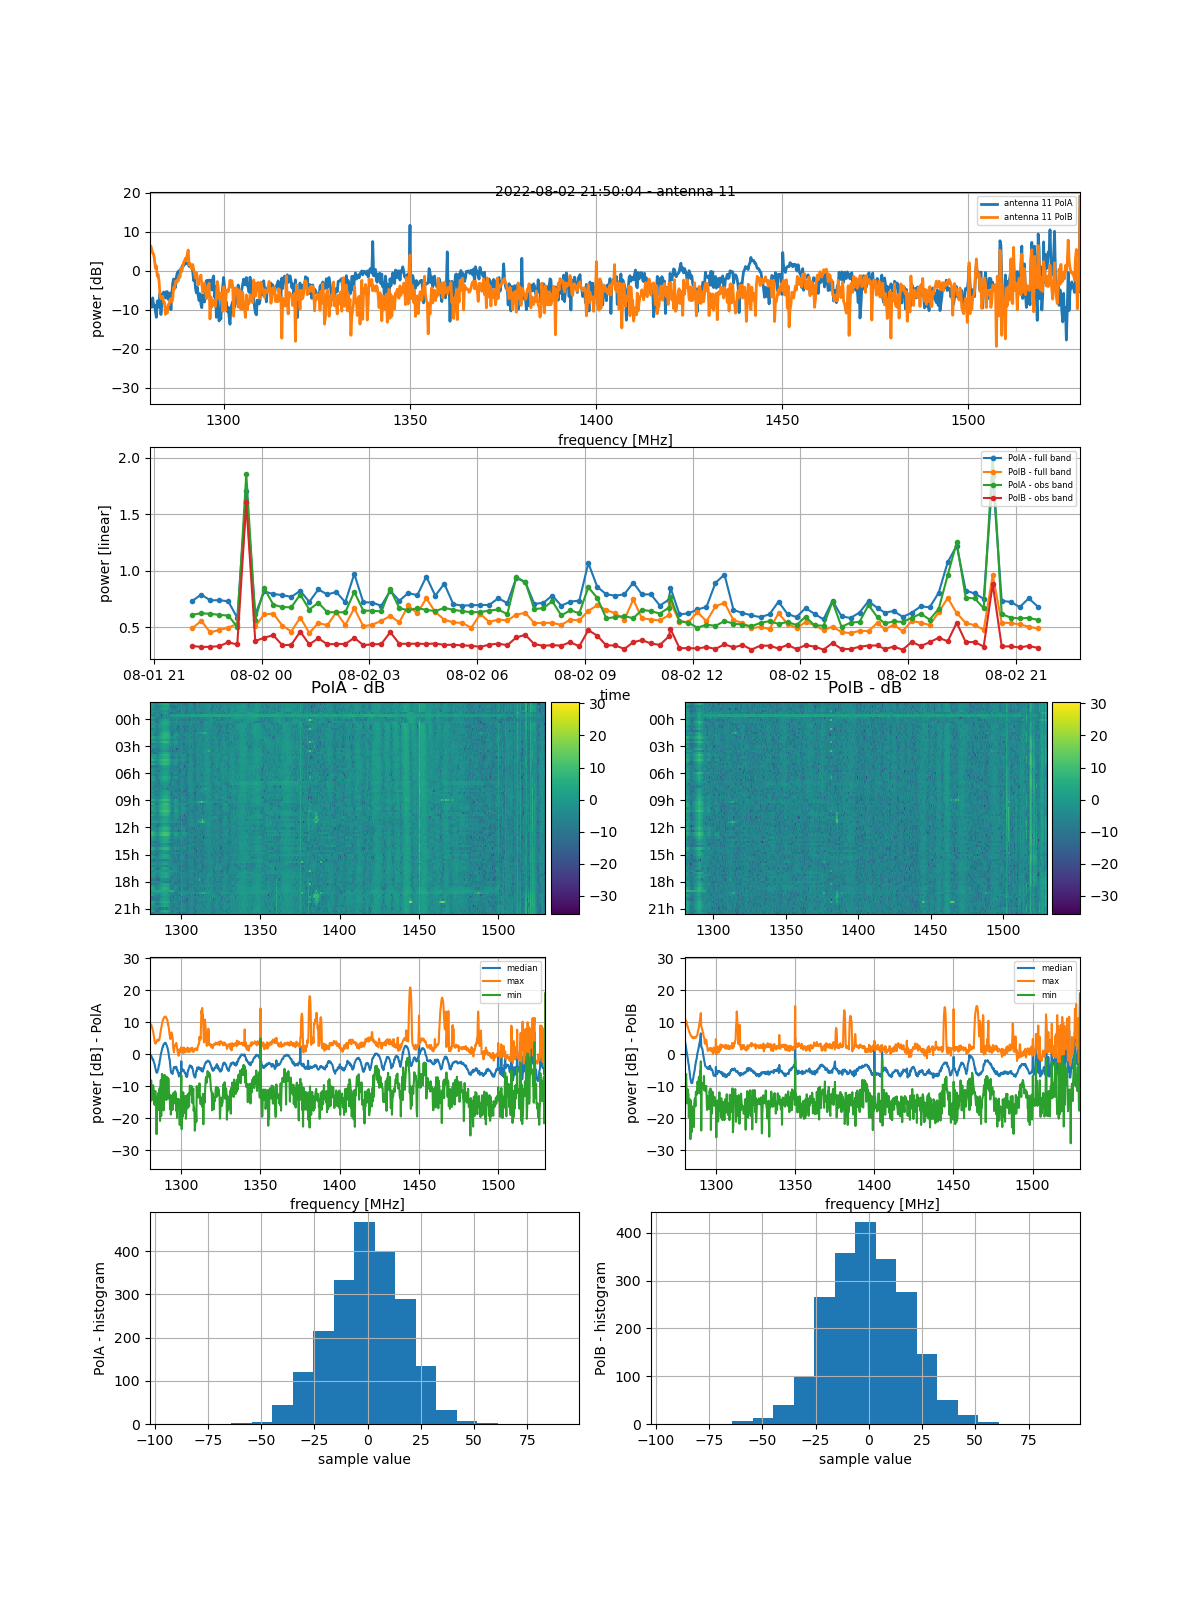 2022-08-02 21:50:04 - antenna 11
20
10
0
−10
−20
−30
power [dB]
antenna 11 PolA
antenna 11 PolB
1300 1350 1400 1450 1500
frequency [MHz]
2.0
1.5
1.0
0.5
power [linear]
PolA - full band
PolB - full band
PolA - obs band
PolB - obs band
08-01 21 08-02 00 08-02 03 08-02 06 08-02 09 08-02 12 08-02 15 08-02 18 08-02 21
time
PolA - dB
00h
03h
06h
09h
12h
15h
18h
21h
1300 1350 1400 1450 1500
30
20
10
0
−10
−20
−30
PolB - dB
00h
03h
06h
09h
12h
15h
18h
21h
1300 1350 1400 1450 1500
30
20
10
0
−10
−20
−30
30
20
10
0
−10
−20
−30
power [dB] - PolA
median
max
min
1300 1350 1400 1450 1500
frequency [MHz]
30
20
10
0
−10
−20
−30
power [dB] - PolB
median
max
min
1300 1350 1400 1450 1500
frequency [MHz]
400
300
200
100
0
PolA - histogram
−100 −75 −50 −25 0 25 50 75
sample value
400
300
200
100
0
PolB - histogram
−100 −75 −50 −25 0 25 50 75
sample value